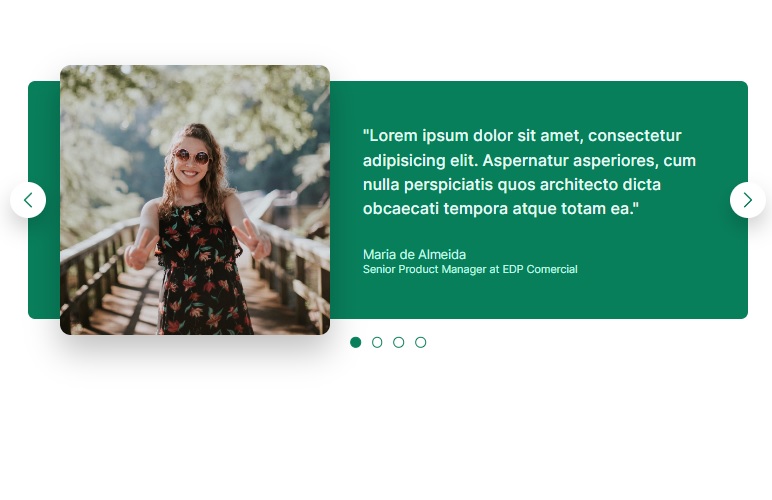 "Lorem ipsum dolor sit amet, consectetur
adipisicing elit. Aspernatur asperiores, cum
nulla perspiciatis quos architecto dicta
obcaecati tempora atque totam ea."
Maria de Almeida
Senior Product Manager at EDP Comercial